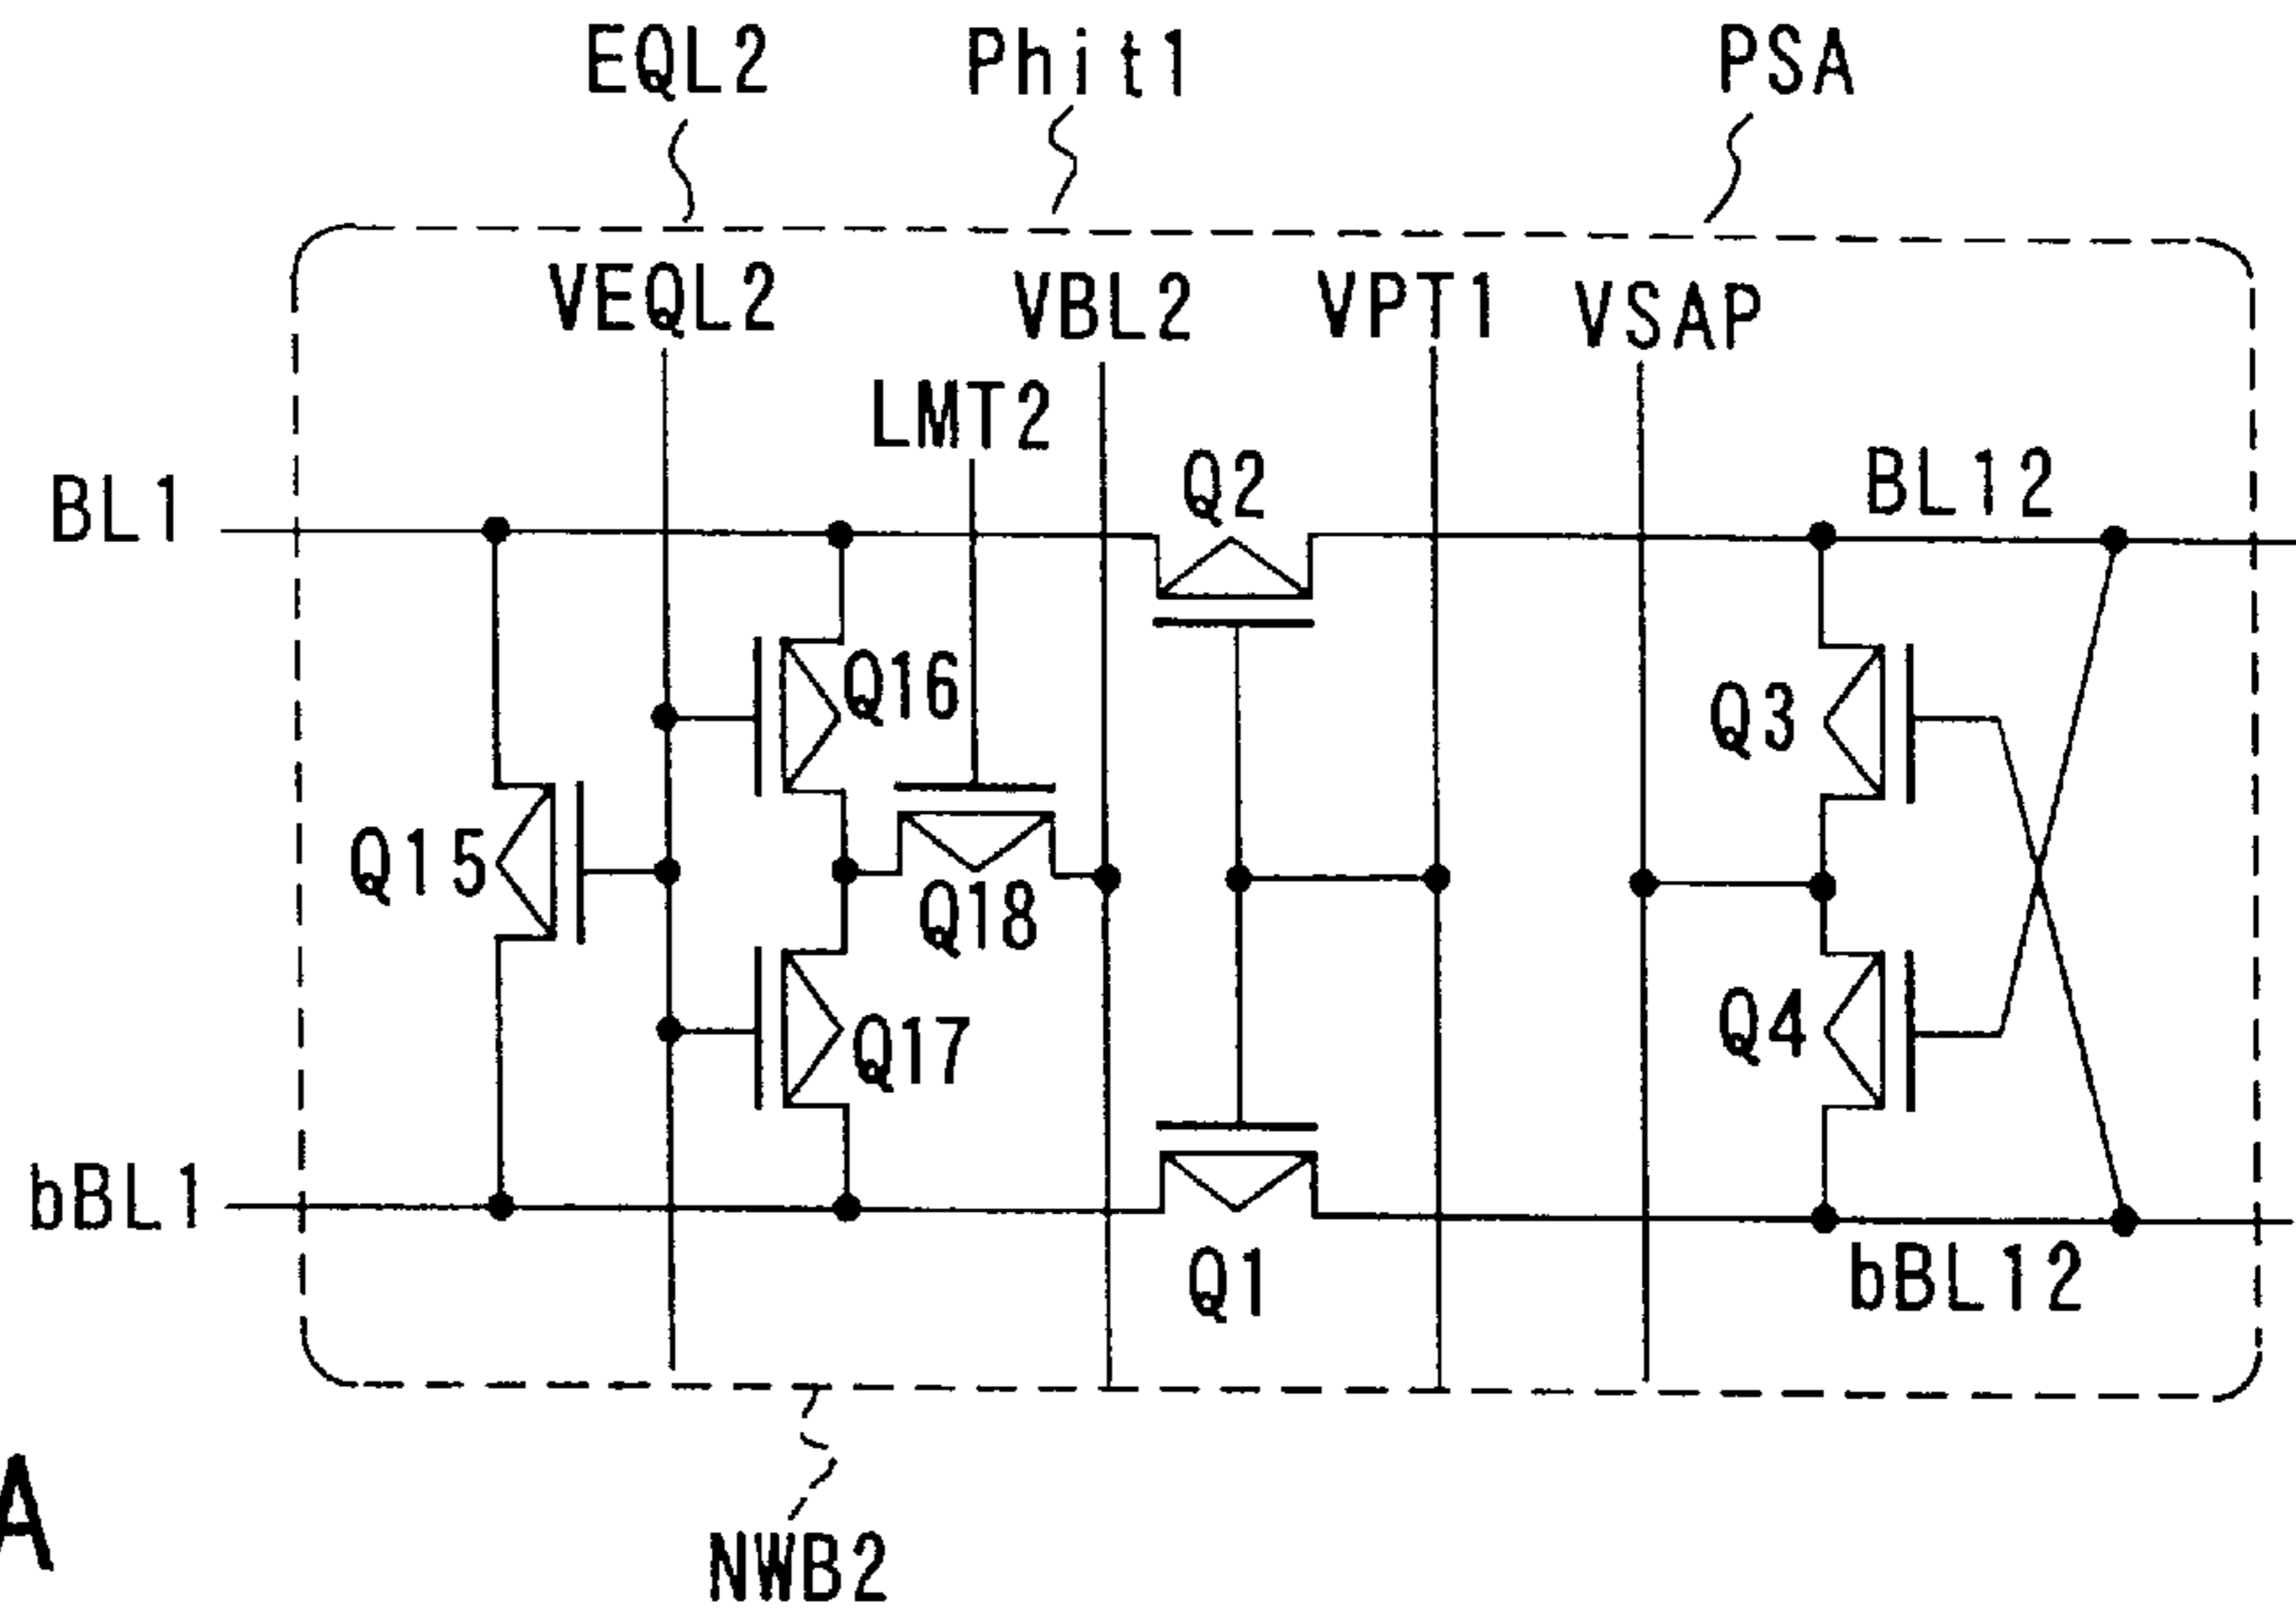 EQL2 Phit1 PSA
VEQL2 VBL2 VPT1 VSAP
LMT2
BL1 Q2 BL12
Q16 Q3
Q15 Q18
Q17 Q4
bBL1 Q1 bBL12
A
NWB2